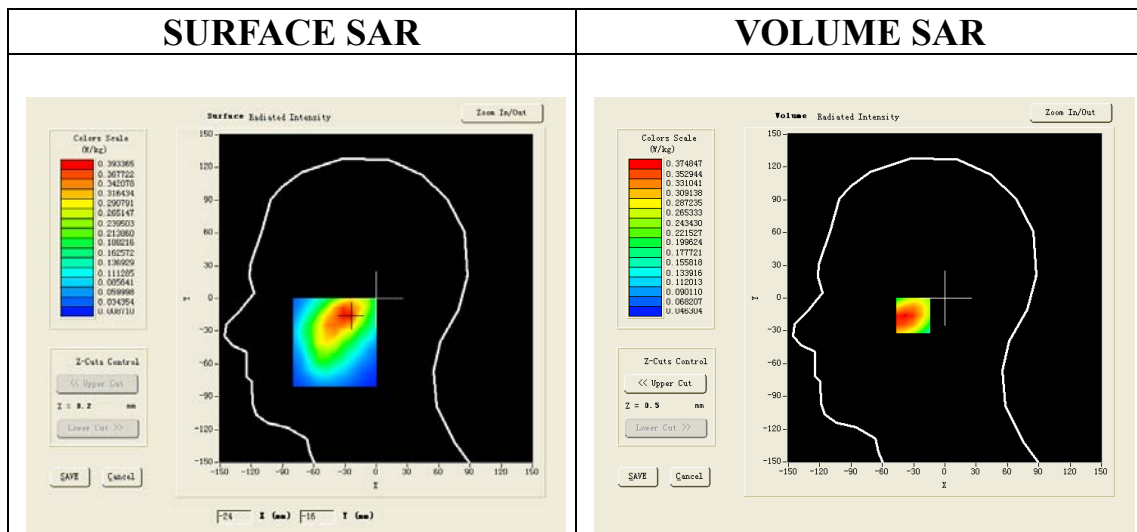 SURFACE SAR
VOLUME SAR
Surface Radiated Intensity
Zoom In/Out
Colors Scale
(W/kg)
0.393365
0.367722
0.342078
0.316434
0.290791
0.265147
0.239503
0.213860
0.188216
0.162572
0.136929
0.111285
0.085641
0.059998
0.034354
0.008710
Z-Cuts Control
<< Upper Cut
Z = 0.2 mm
Lower Cut >>
SAVE Cancel
150
120
90
60
30
0
-30
-60
-90
-120
-150
Y
-150 -120 -90 -60 -30 0 30 60 90 120 150
X
-24 X (mm) -16 Y (mm)
Volume Radiated Intensity
Zoom In/Out
Colors Scale
(W/kg)
0.374847
0.352944
0.331041
0.309138
0.287235
0.265333
0.243430
0.221527
0.199624
0.177721
0.155818
0.133916
0.112013
0.090110
0.068207
0.046304
Z-Cuts Control
<< Upper Cut
Z = 0.5 mm
Lower Cut >>
SAVE Cancel
150
120
90
60
30
0
-30
-60
-90
-120
-150
Y
-150 -120 -90 -60 -30 0 30 60 90 120 150
X